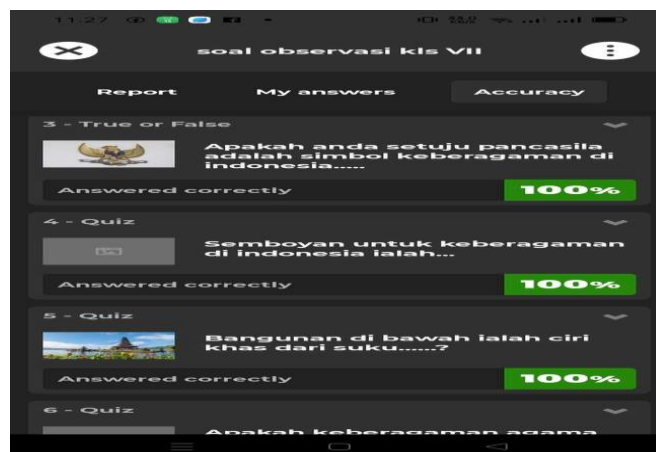 11:27
soal observasi kls VII
Report My answers Accuracy
3 - True or False
Apakah anda setuju pancasila
adalah simbol keberagaman di
indonesia.....
Answered correctly 100%
4 - Quiz
Semboyan untuk keberagaman
di indonesia ialah...
Answered correctly 100%
5 - Quiz
Bangunan di bawah ialah ciri
khas dari suku......?
Answered correctly 100%
6 - Quiz
Apakah keberagaman agama